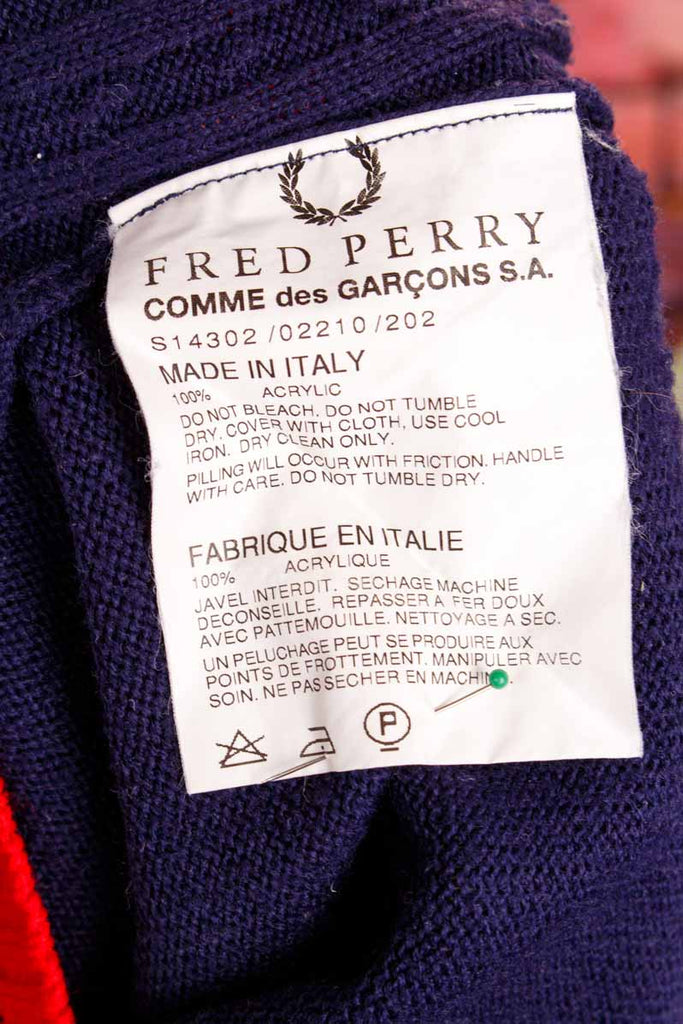 FRED PERRY
COMME des GARÇONS S.A.
S14302 /02210 /202
MADE IN ITALY
100% ACRYLIC
DO NOT BLEACH. DO NOT TUMBLE
DRY. COVER WITH CLOTH, USE COOL
IRON. DRY CLEAN ONLY.
PILLING WILL OCCUR WITH FRICTION. HANDLE
WITH CARE. DO NOT TUMBLE DRY.
FABRIQUE EN ITALIE
100% ACRYLIQUE
JAVEL INTERDIT. SECHAGE MACHINE
DECONSEILLE. REPASSER A FER DOUX
AVEC PATTEMOUILLE. NETTOYAGE A SEC.
UN PELUCHAGE PEUT SE PRODUIRE AUX
POINTS DE FROTTEMENT. MANIPULER AVEC
SOIN. NE PAS SECHER EN MACHINE.
P